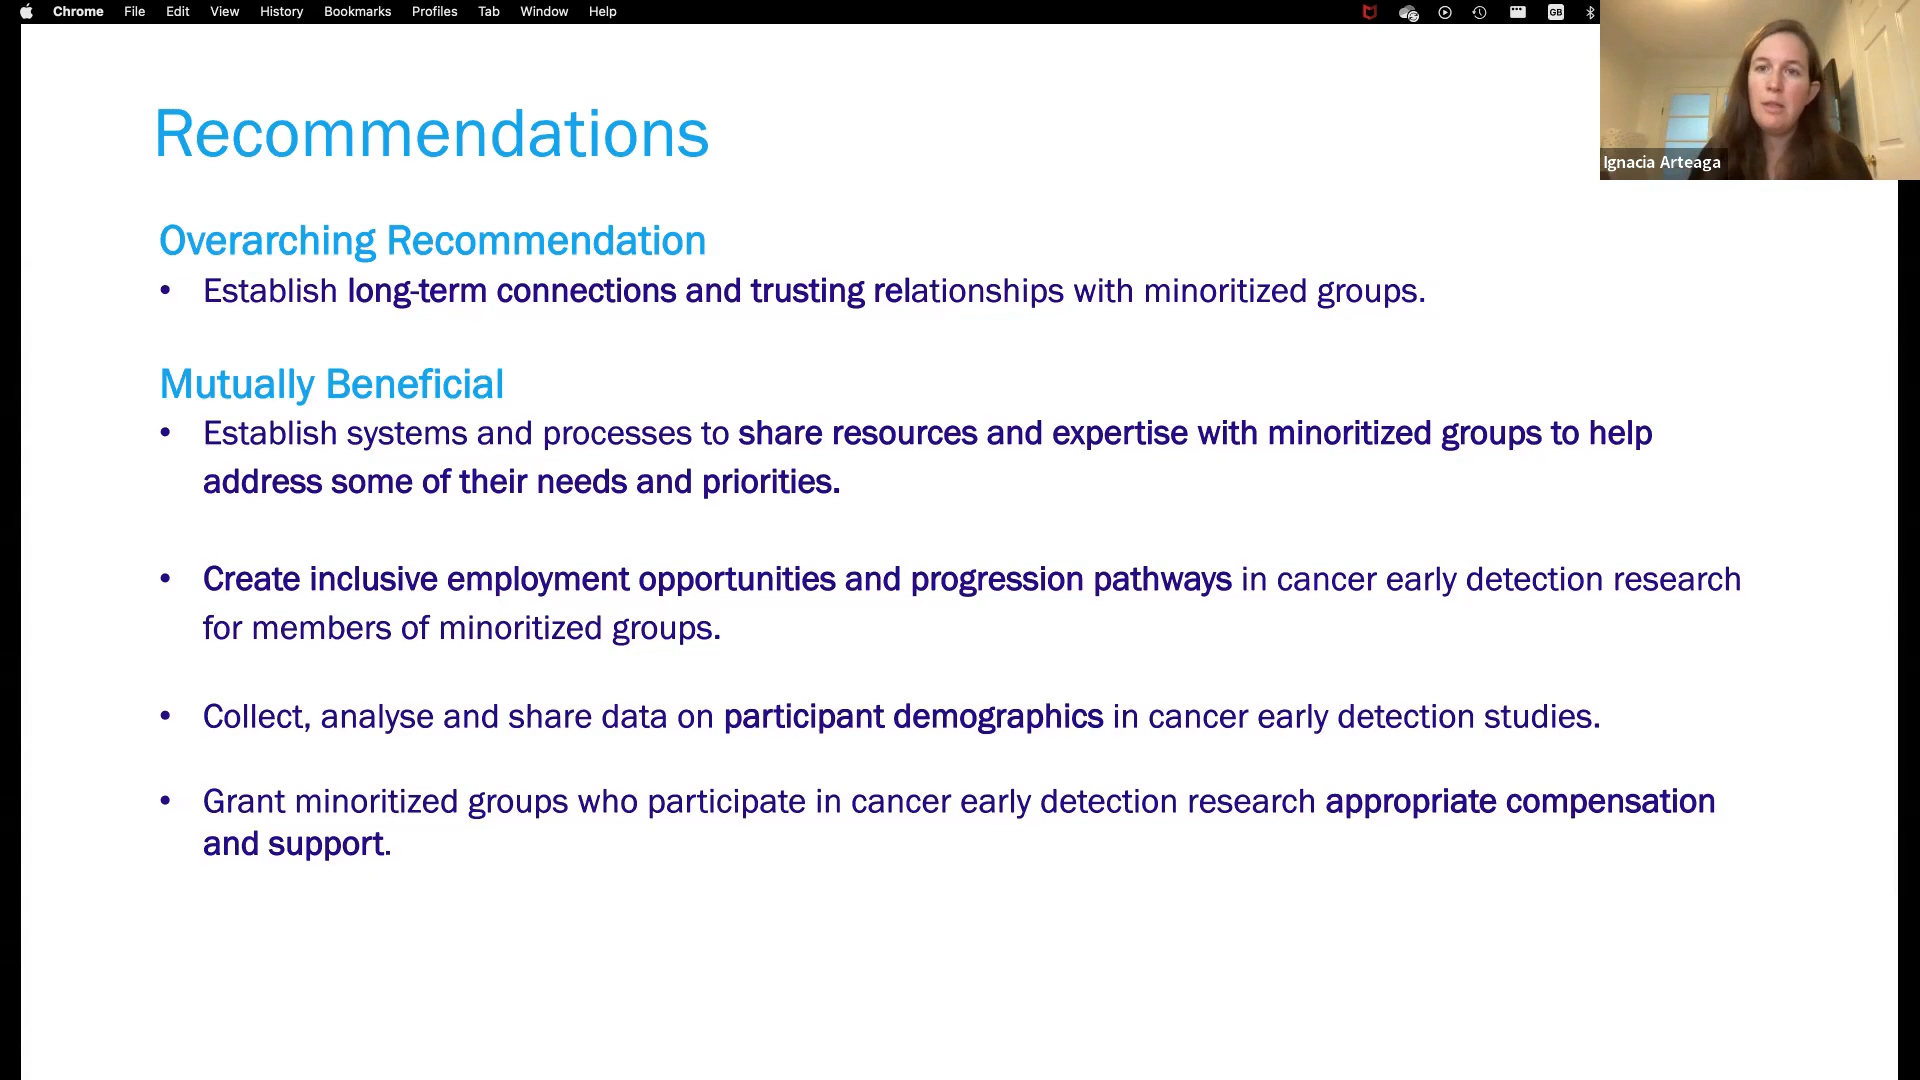 Chrome File Edit View History Bookmarks Profiles Tab Window Help
GB
Ignacia Arteaga
Recommendations
Overarching Recommendation
• Establish long-term connections and trusting relationships with minoritized groups.
Mutually Beneficial
• Establish systems and processes to share resources and expertise with minoritized groups to help
address some of their needs and priorities.
• Create inclusive employment opportunities and progression pathways in cancer early detection research
for members of minoritized groups.
• Collect, analyse and share data on participant demographics in cancer early detection studies.
• Grant minoritized groups who participate in cancer early detection research appropriate compensation
and support.